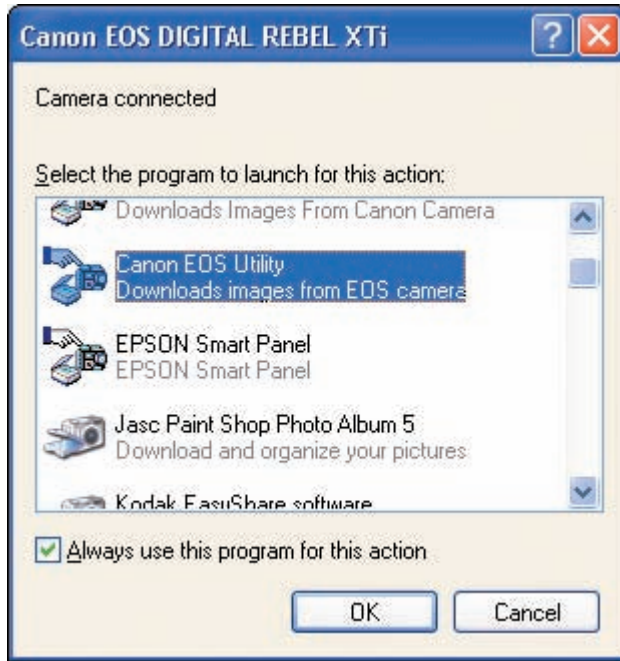 Canon EOS DIGITAL REBEL XTi
Camera connected
Select the program to launch for this action:
Downloads Images From Canon Camera
Canon EOS Utility
Downloads images from EOS camera
EPSON Smart Panel
EPSON Smart Panel
Jasc Paint Shop Photo Album 5
Download and organize your pictures
Kodak EasyShare software
Always use this program for this action
OK
Cancel